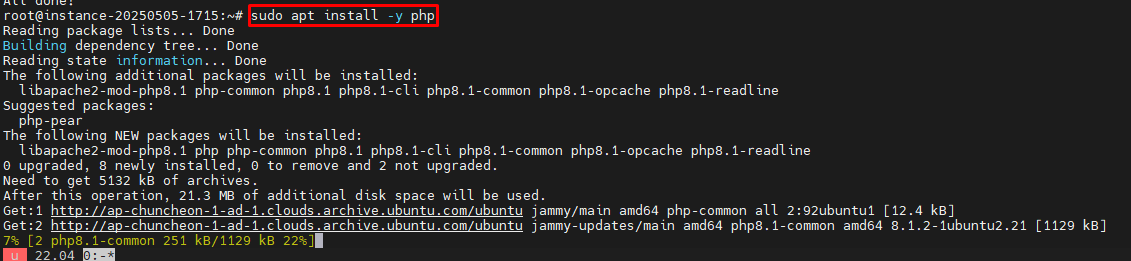 All done!
root@instance-20250505-1715:~# sudo apt install -y php
Reading package lists... Done
Building dependency tree... Done
Reading state information... Done
The following additional packages will be installed:
  libapache2-mod-php8.1 php-common php8.1 php8.1-cli php8.1-common php8.1-opcache php8.1-readline
Suggested packages:
  php-pear
The following NEW packages will be installed:
  libapache2-mod-php8.1 php php-common php8.1 php8.1-cli php8.1-common php8.1-opcache php8.1-readline
0 upgraded, 8 newly installed, 0 to remove and 2 not upgraded.
Need to get 5132 kB of archives.
After this operation, 21.3 MB of additional disk space will be used.
Get:1 http://ap-chuncheon-1-ad-1.clouds.archive.ubuntu.com/ubuntu jammy/main amd64 php-common all 2:92ubuntu1 [12.4 kB]
Get:2 http://ap-chuncheon-1-ad-1.clouds.archive.ubuntu.com/ubuntu jammy-updates/main amd64 php8.1-common amd64 8.1.2-1ubuntu2.21 [1129 kB]
7% [2 php8.1-common 251 kB/1129 kB 22%]
u 22.04 0:-*